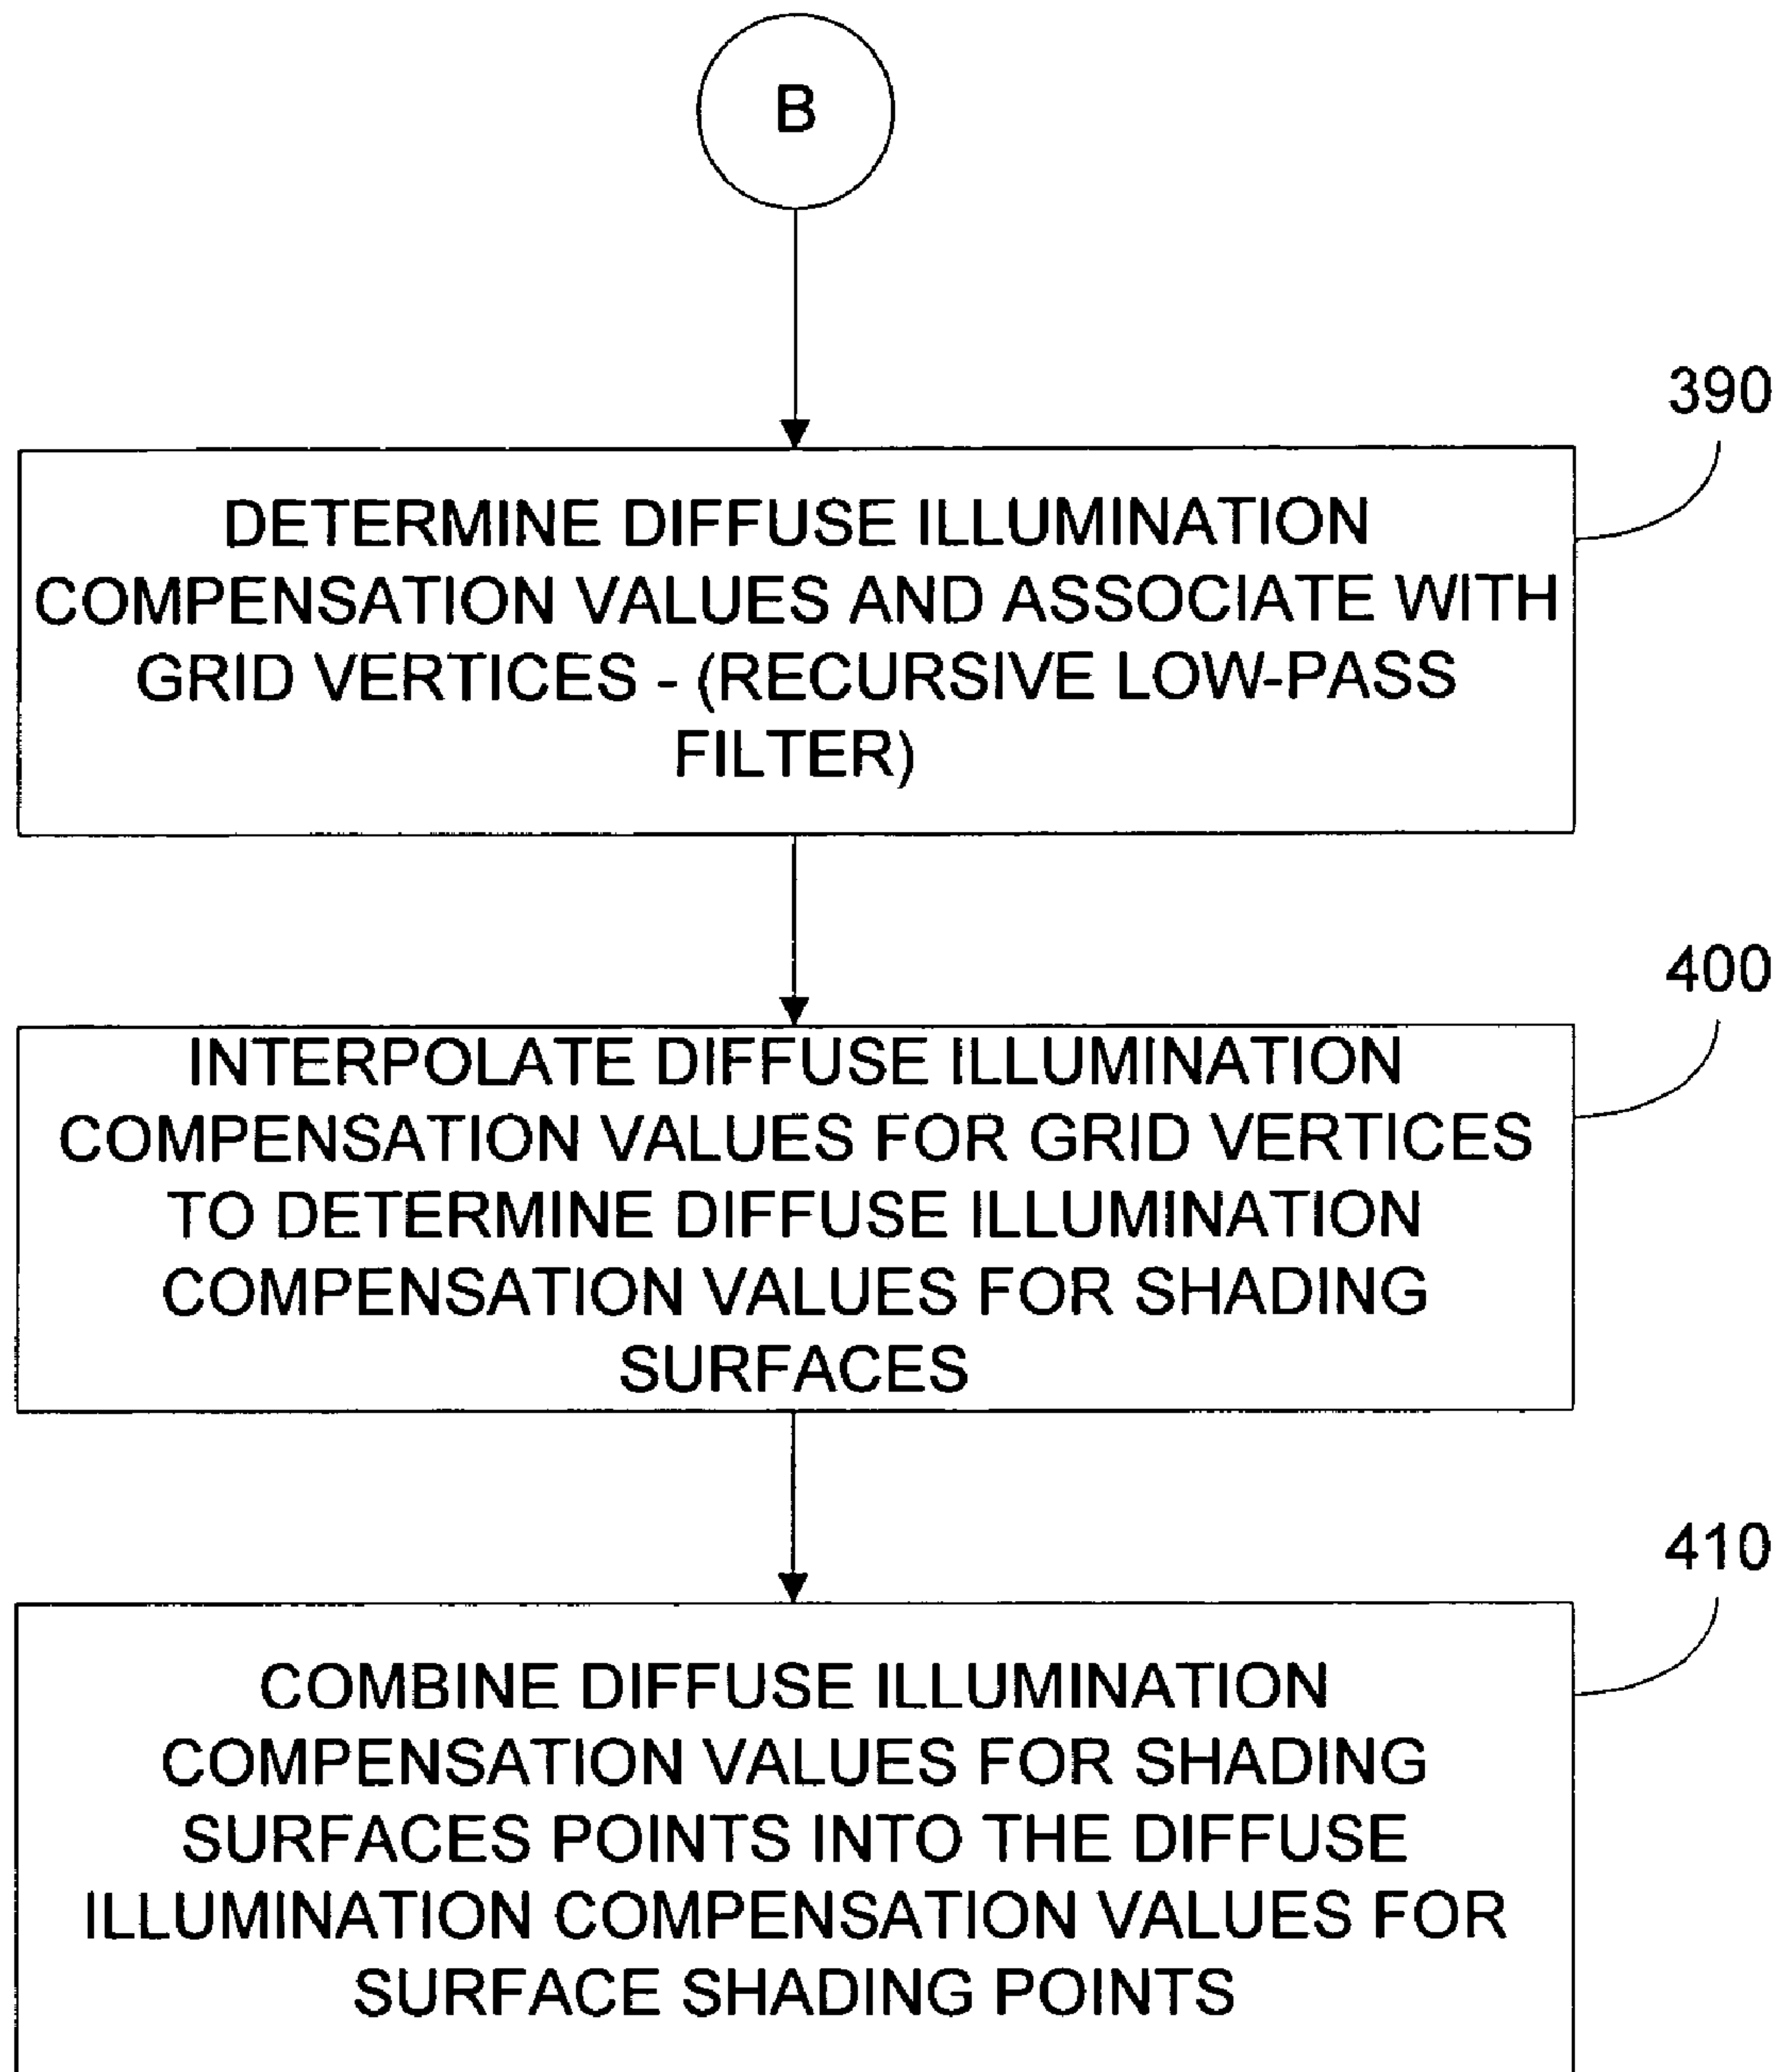 B
390
DETERMINE DIFFUSE ILLUMINATION
COMPENSATION VALUES AND ASSOCIATE WITH
GRID VERTICES - (RECURSIVE LOW-PASS
FILTER)
400
INTERPOLATE DIFFUSE ILLUMINATION
COMPENSATION VALUES FOR GRID VERTICES
TO DETERMINE DIFFUSE ILLUMINATION
COMPENSATION VALUES FOR SHADING
SURFACES
410
COMBINE DIFFUSE ILLUMINATION
COMPENSATION VALUES FOR SHADING
SURFACES POINTS INTO THE DIFFUSE
ILLUMINATION COMPENSATION VALUES FOR
SURFACE SHADING POINTS